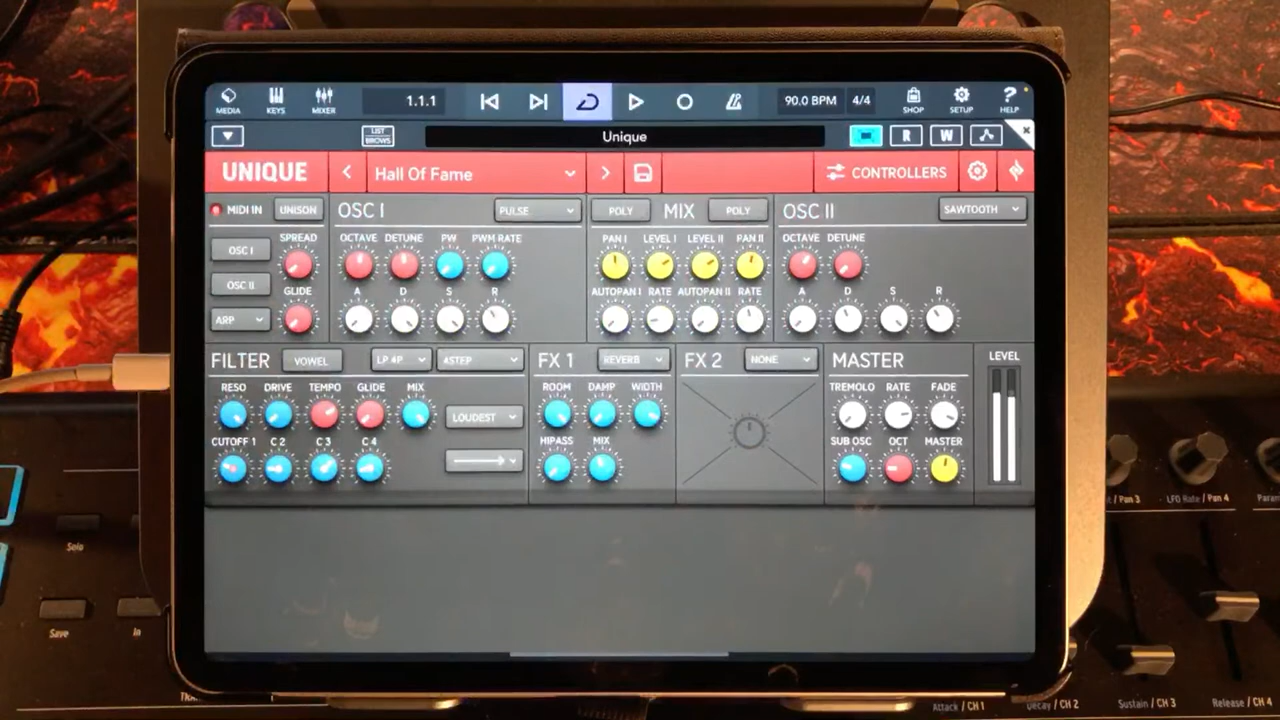 MEDIA KEYS MIXER 1.1.1 90.0 BPM 4/4 SHOP SETUP HELP
LIST BROWS Unique R W
UNIQUE Hall Of Fame CONTROLLERS
MIDI IN UNISON OSC I PULSE POLY MIX POLY OSC II SAWTOOTH
OSC I SPREAD OCTAVE DETUNE PW PWM RATE PAN I LEVEL I LEVEL II PAN II OCTAVE DETUNE
OSC II GLIDE A D S R AUTOPAN I RATE AUTOPAN II RATE A D S R
ARP
FILTER VOWEL LP 4P 4STEP FX 1 REVERB FX 2 NONE MASTER LEVEL
RESO DRIVE TEMPO GLIDE MIX LOUDEST ROOM DAMP WIDTH TREMOLO RATE FADE
CUTOFF 1 C 2 C 3 C 4 HIPASS MIX SUB OSC OCT MASTER
Solo
Save In
/ Pan 3 LFO Rate / Pan 4
Attack / CH 1 Decay / CH 2 Sustain / CH 3 Release / CH 4